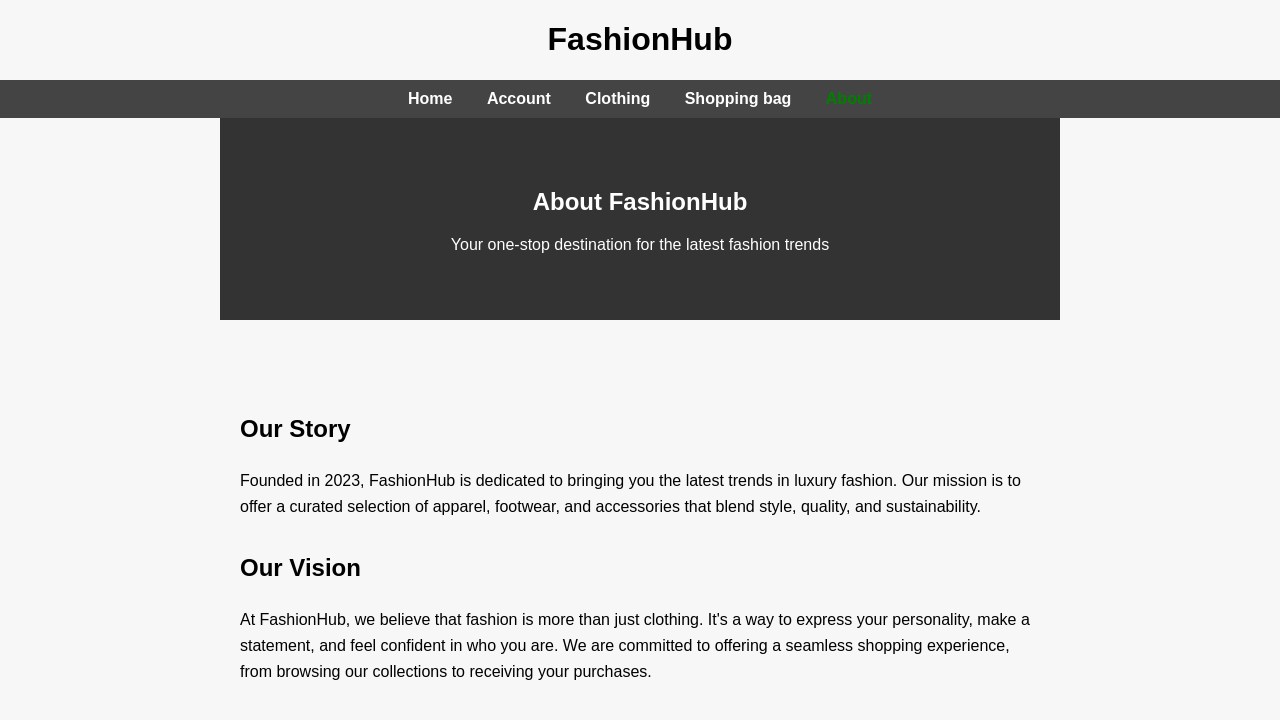 FashionHub
Home Account Clothing Shopping bag About
About FashionHub
Your one-stop destination for the latest fashion trends
Our Story
Founded in 2023, FashionHub is dedicated to bringing you the latest trends in luxury fashion. Our mission is to
offer a curated selection of apparel, footwear, and accessories that blend style, quality, and sustainability.
Our Vision
At FashionHub, we believe that fashion is more than just clothing. It's a way to express your personality, make a
statement, and feel confident in who you are. We are committed to offering a seamless shopping experience,
from browsing our collections to receiving your purchases.